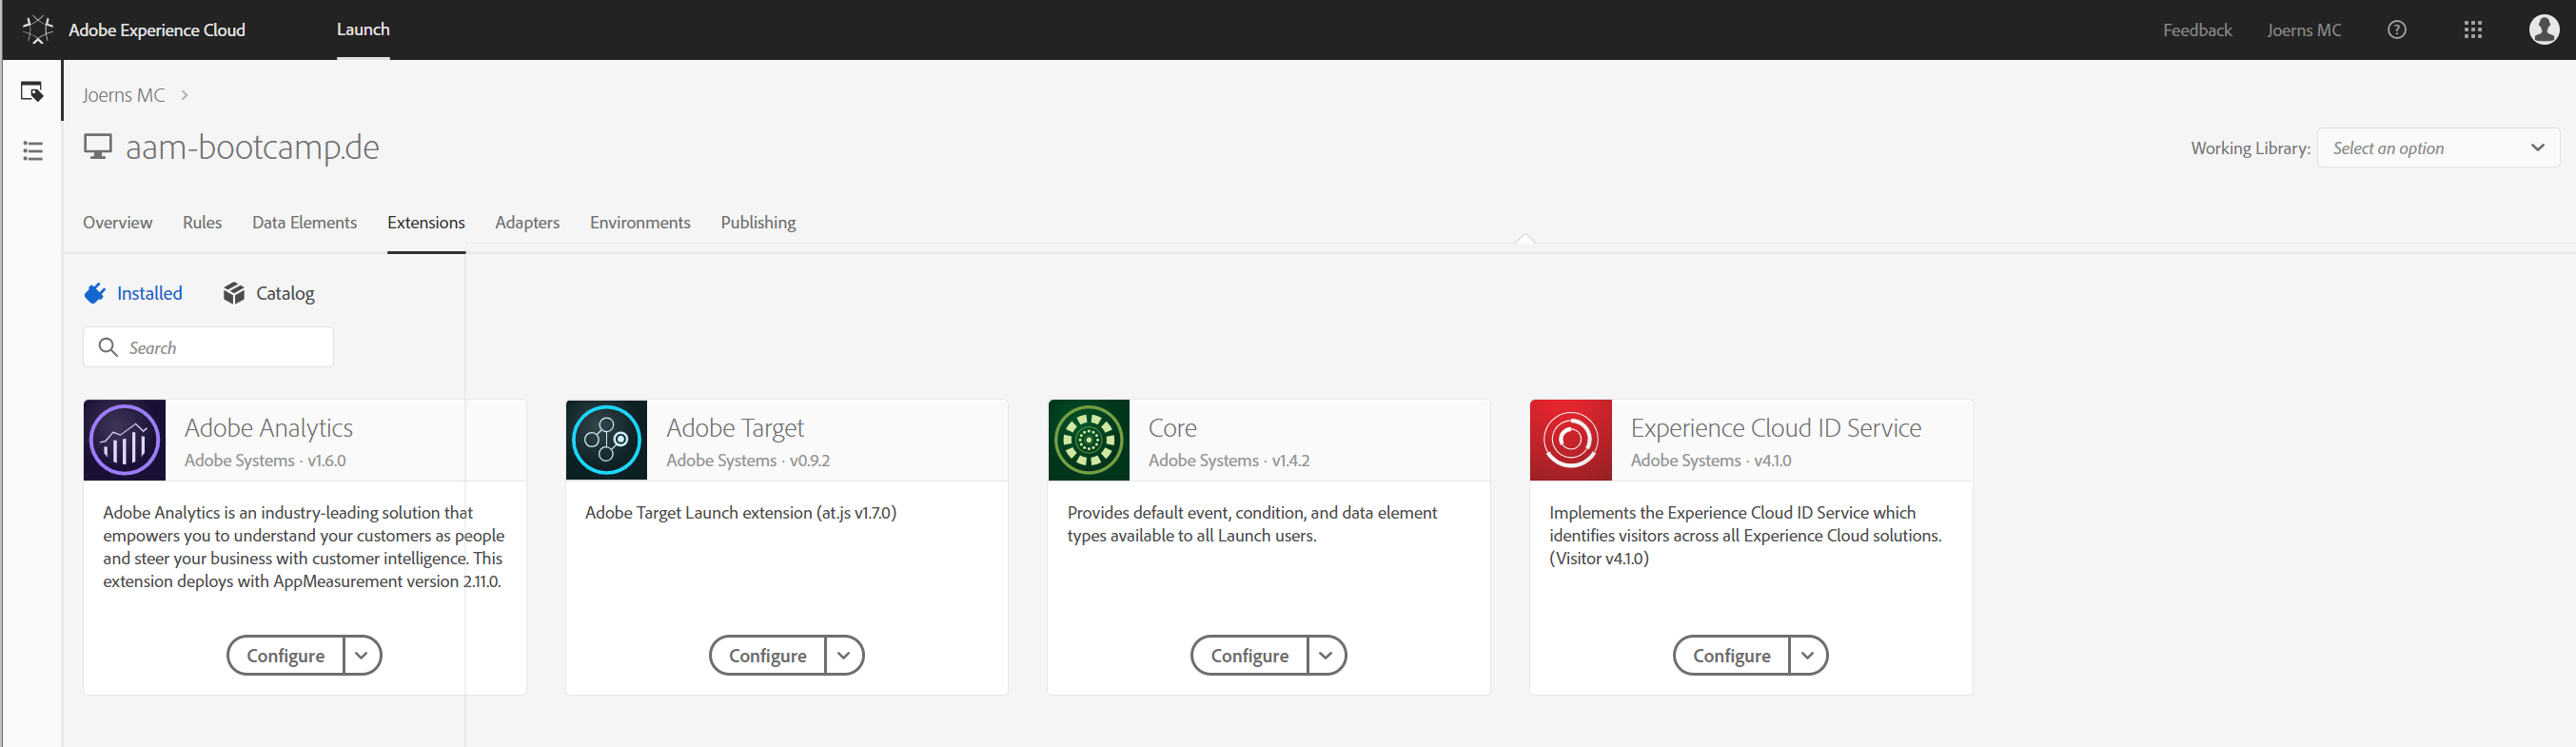 Adobe Experience Cloud Launch Feedback Joerns MC
Joerns MC
aam-bootcamp.de
Working Library: Select an option
Overview Rules Data Elements Extensions Adapters Environments Publishing
Installed Catalog
Search
Adobe Analytics
Adobe Systems · v1.6.0
Adobe Analytics is an industry-leading solution that
empowers you to understand your customers as people
and steer your business with customer intelligence. This
extension deploys with AppMeasurement version 2.11.0.
Configure
Adobe Target
Adobe Systems · v0.9.2
Adobe Target Launch extension (at.js v1.7.0)
Configure
Core
Adobe Systems · v1.4.2
Provides default event, condition, and data element
types available to all Launch users.
Configure
Experience Cloud ID Service
Adobe Systems · v4.1.0
Implements the Experience Cloud ID Service which
identifies visitors across all Experience Cloud solutions.
(Visitor v4.1.0)
Configure